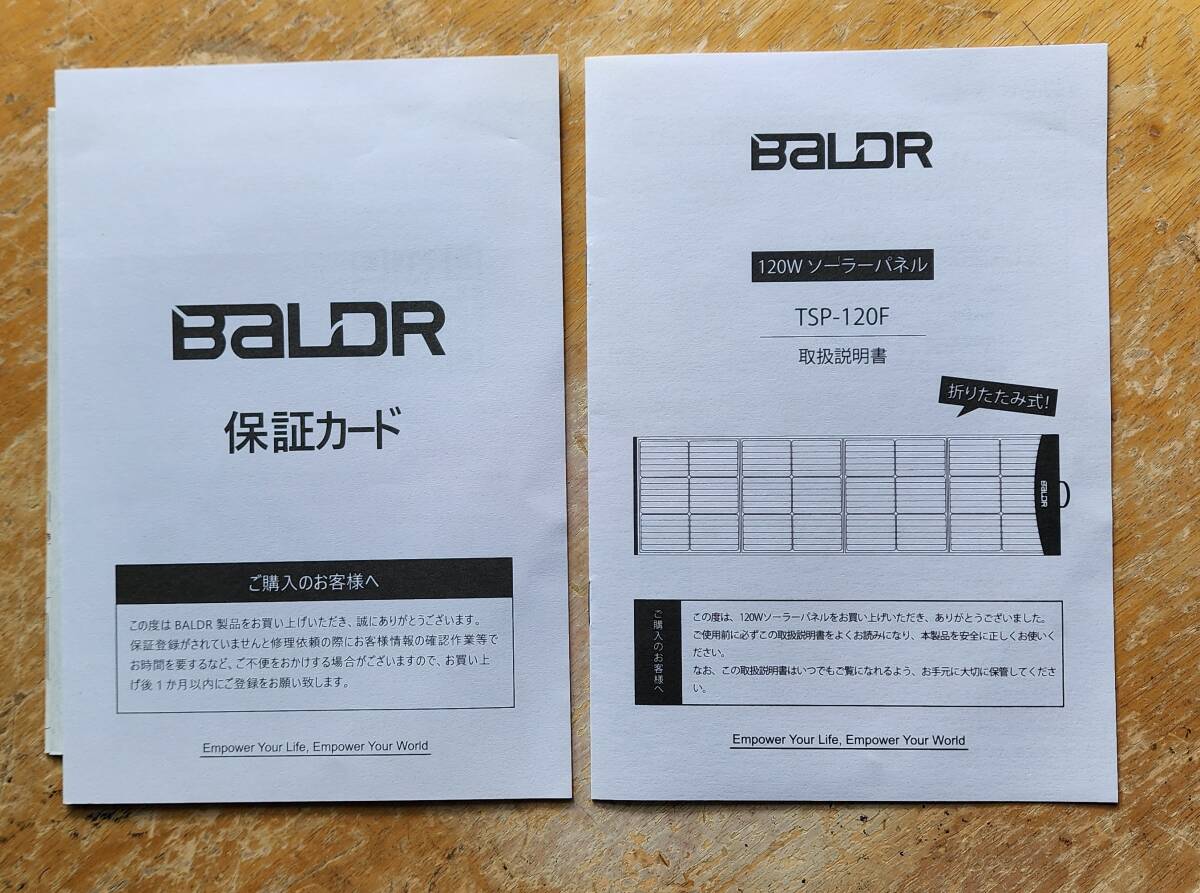 BALDR
保証カード
ご購入のお客様へ
この度は BALDR 製品をお買い上げいただき、誠にありがとうございます。
保証登録がされていませんと修理依頼の際にお客様情報の確認作業等で
お時間を要するなど、ご不便をおかけする場合がございますので、お買い上
げ後1か月以内にご登録をお願い致します。
Empower Your Life, Empower Your World
BALDR
120W ソーラーパネル
TSP-120F
取扱説明書
折りたたみ式!
BALDR
ご購入のお客様へ
この度は、120Wソーラーパネルをお買い上げいただき、ありがとうございました。
ご使用前に必ずこの取扱説明書をよくお読みになり、本製品を安全に正しくお使いく
ださい。
なお、この取扱説明書はいつでもご覧になれるよう、お手元に大切に保管してくださ
い。
Empower Your Life, Empower Your World